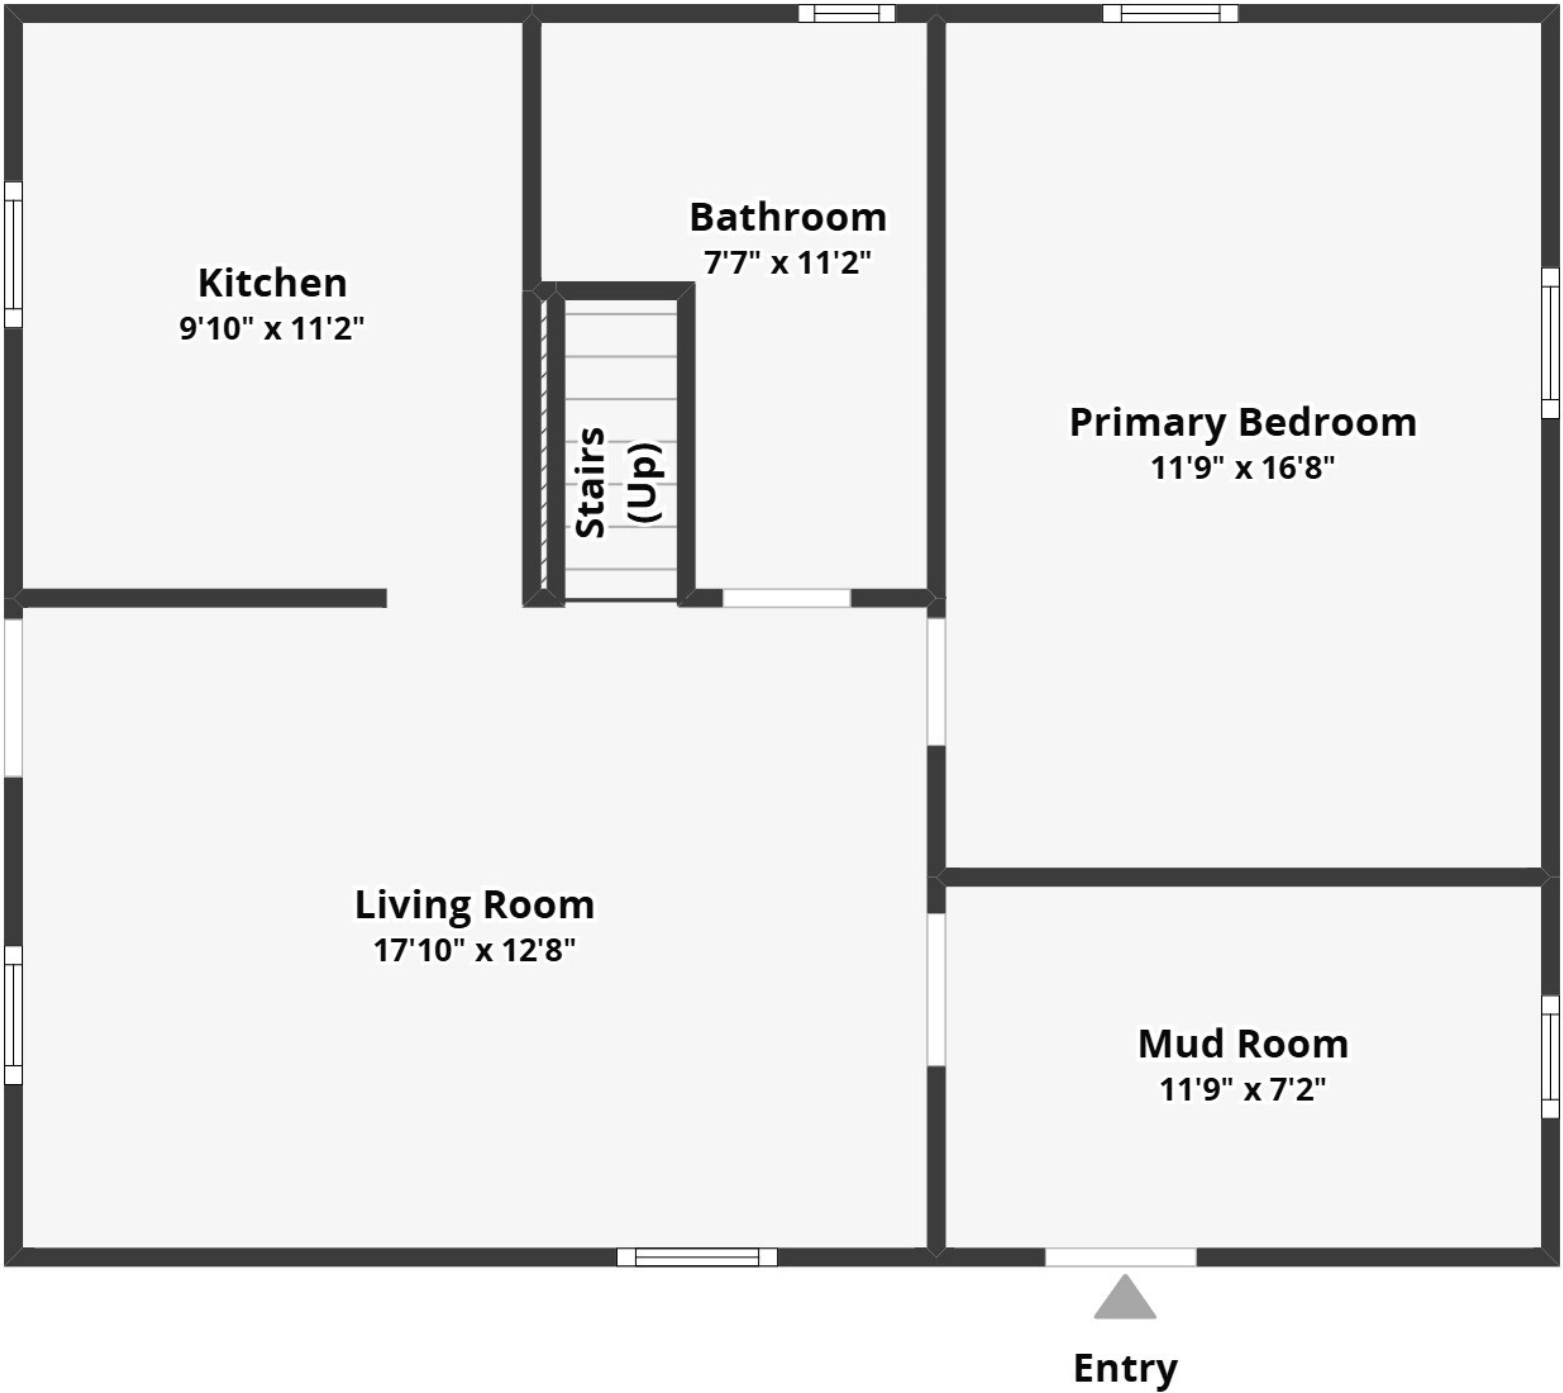 Bathroom
7'7" x 11'2"
Kitchen
9'10" x 11'2"
Stairs
(Up)
Primary Bedroom
11'9" x 16'8"
Living Room
17'10" x 12'8"
Mud Room
11'9" x 7'2"
Entry